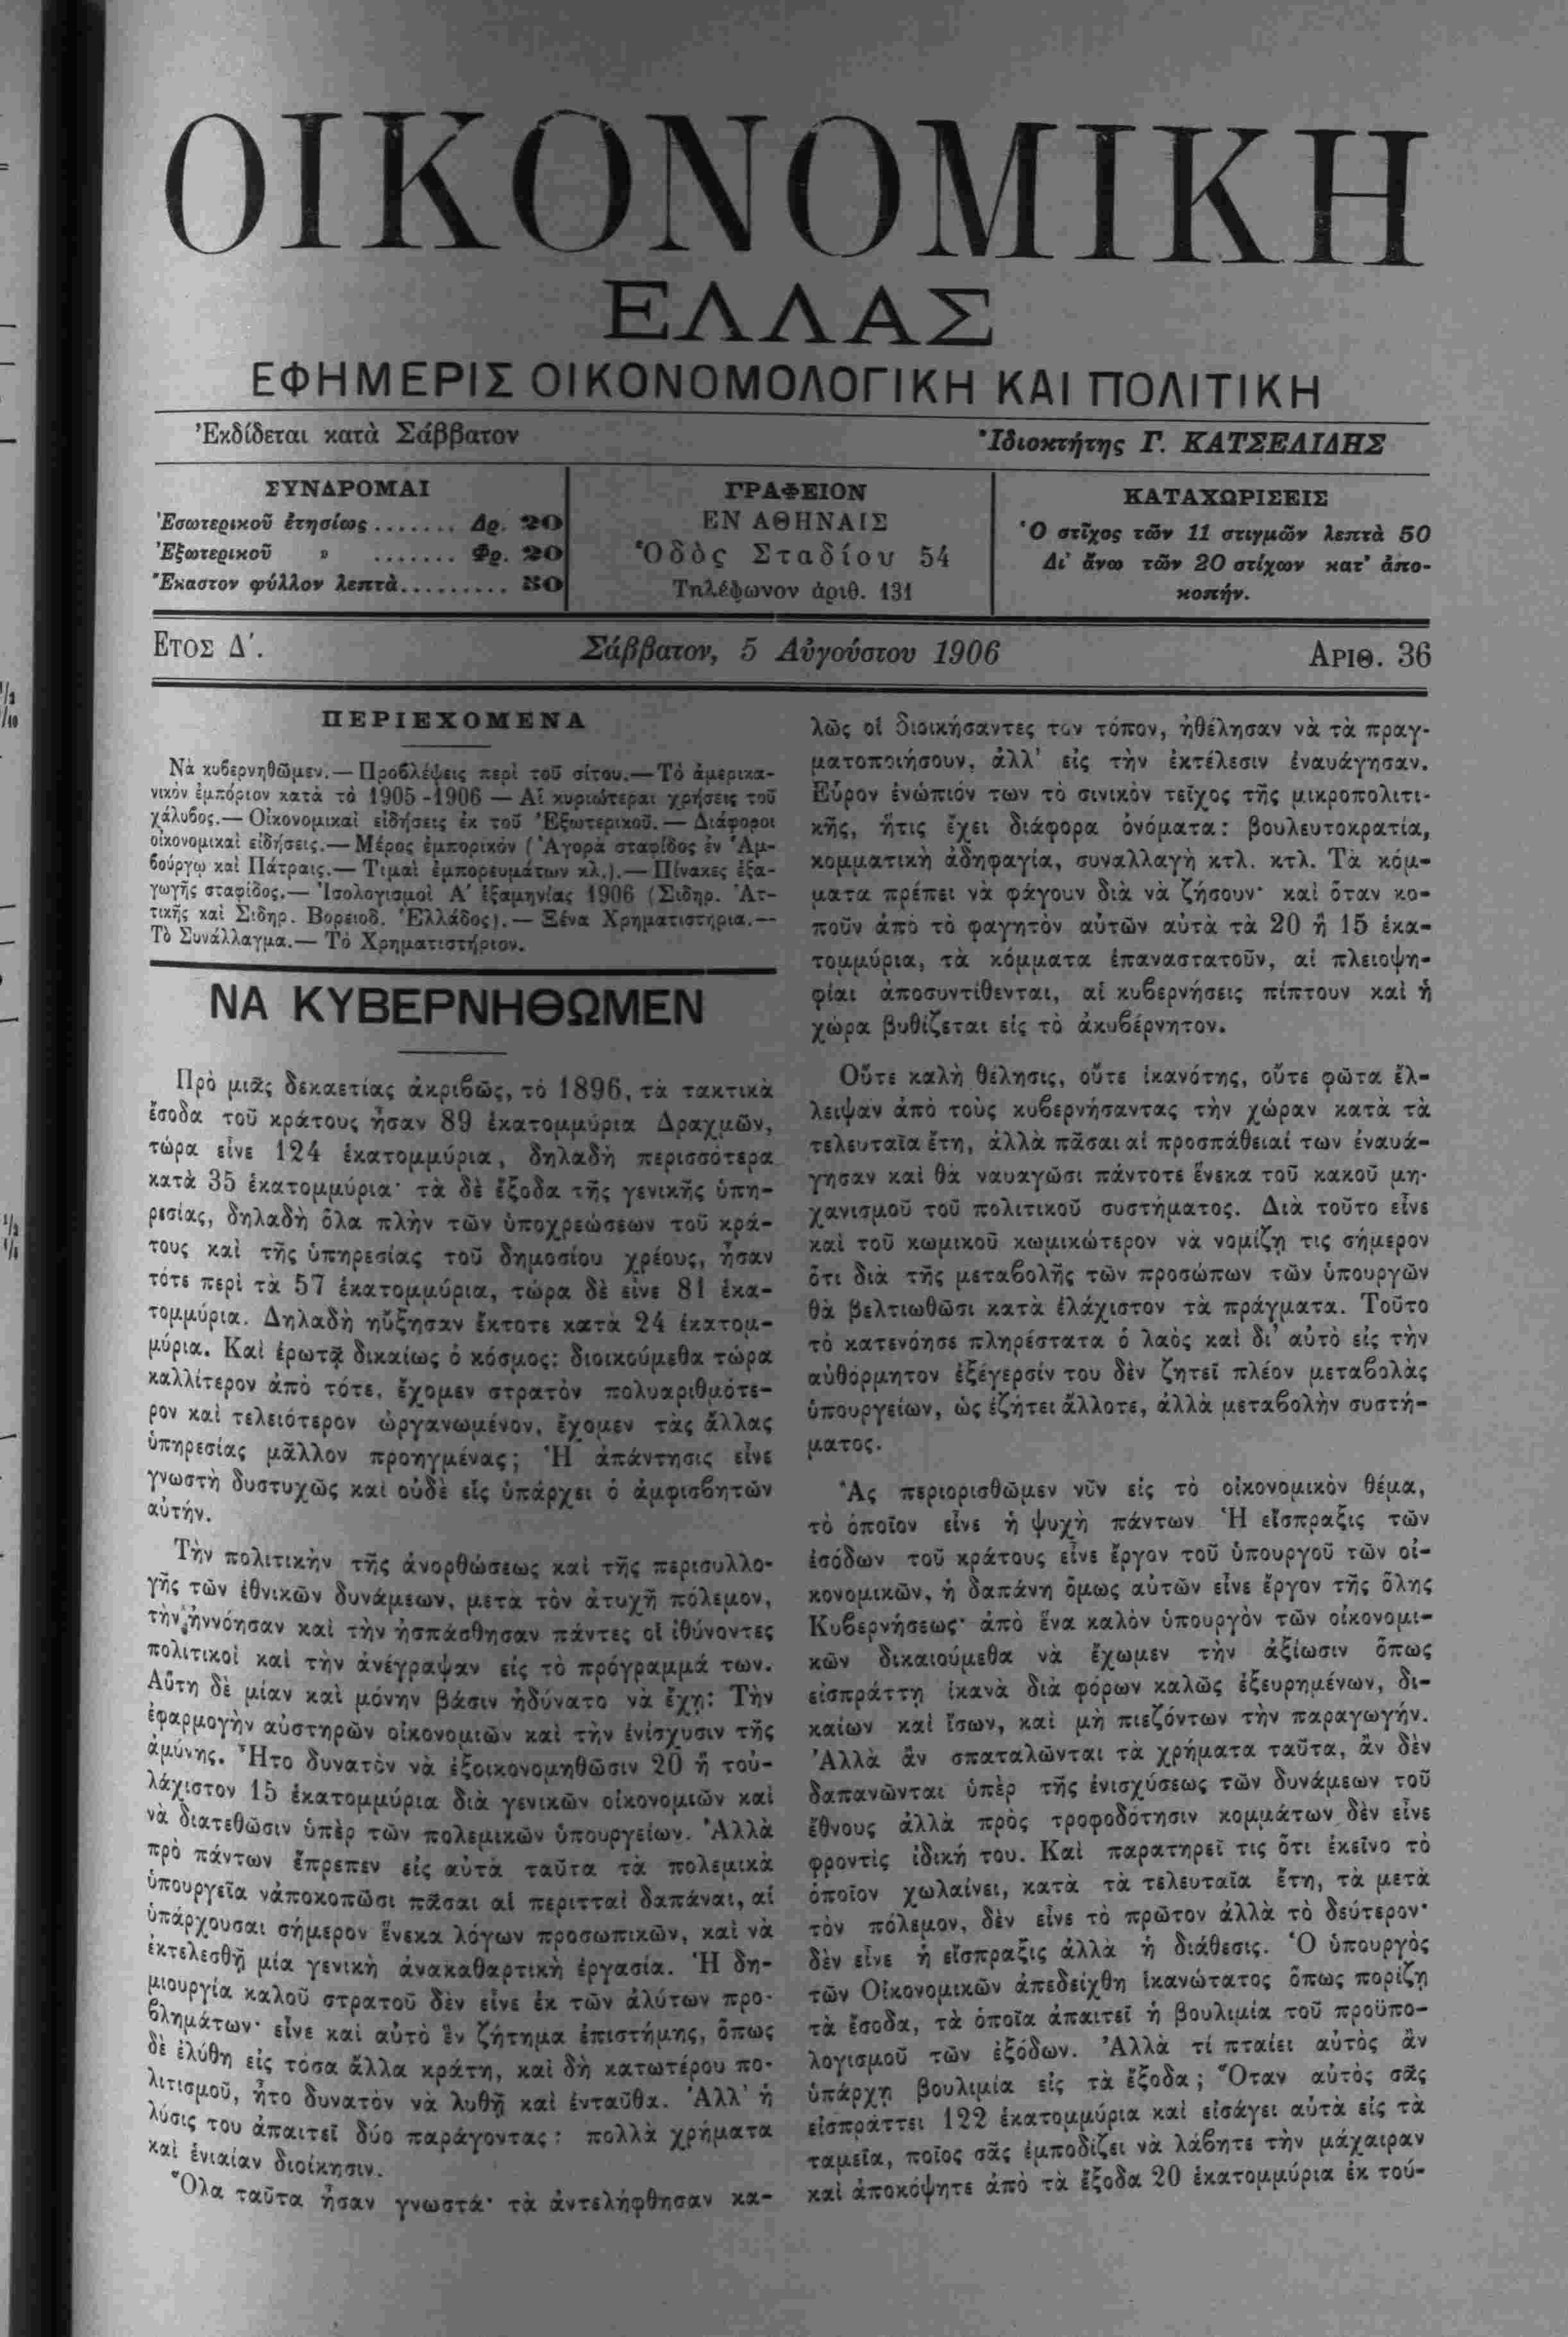 ΟΙΚΟΝΟΜΙΚΗ
ΕΛΛΑΣ
ΕΦΗΜΕΡΙΣ ΟΙΚΟΝΟΜΟΛΟΓΙΚΗ ΚΑΙ ΠΟΛΙΤΙΚΗ
Ἐκδίδεται κατὰ Σάββατον
Ἰδιοκτήτης Γ. ΚΑΤΣΕΛΙΔΗΣ
ΣΥΝΔΡΟΜΑΙ
Ἐσωτερικοῦ ἐτησίως ....... Δρ. 20
Ἐξωτερικοῦ » ....... Φρ. 20
Ἕκαστον φύλλον λεπτὰ......... 50
ΓΡΑΦΕΙΟΝ
ΕΝ ΑΘΗΝΑΙΣ
Ὁδὸς Σταδίου 54
Τηλέφωνον ἀριθ. 131
ΚΑΤΑΧΩΡΙΣΕΙΣ
Ὁ στῖχος τῶν 11 στιγμῶν λεπτὰ 50
Δι' ἄνω τῶν 20 στίχων κατ' ἀπο-
κοπήν.
ΕΤΟΣ Δ΄.
Σάββατον, 5 Αὐγούστου 1906
ΑΡΙΘ. 36
ΠΕΡΙΕΧΟΜΕΝΑ
Νὰ κυβερνηθῶμεν.— Προβλέψεις περὶ τοῦ σίτου.— Τὸ ἀμερικα-
νικὸν ἐμπόριον κατὰ τὸ 1905-1906 — Αἱ κυριώτεραι χρήσεις τοῦ
χάλυβος.— Οἰκονομικαὶ εἰδήσεις ἐκ τοῦ Ἐξωτερικοῦ.— Διάφοροι
οἰκονομικαὶ εἰδήσεις.— Μέρος ἐμπορικόν (Ἀγορὰ σταφίδος ἐν Ἀμ-
βούργῳ καὶ Πάτραις.— Τιμαὶ ἐμπορευμάτων κλ.).— Πίνακες ἐξα-
γωγῆς σταφίδος.— Ἰσολογισμοὶ Α' ἑξαμηνίας 1906 (Σιδηρ. Ἀτ-
τικῆς καὶ Σιδηρ. Βορειοδ. Ἑλλάδος).— Ξένα Χρηματιστήρια.—
Τὸ Συνάλλαγμα.— Τὸ Χρηματιστήριον.
ΝΑ ΚΥΒΕΡΝΗΘΩΜΕΝ
Πρὸ μιᾶς δεκαετίας ἀκριβῶς, τὸ 1896, τὰ τακτικὰ
ἔσοδα τοῦ κράτους ἦσαν 89 ἑκατομμύρια Δραχμῶν,
τώρα εἶνε 124 ἑκατομμύρια, δηλαδὴ περισσότερα
κατὰ 35 ἑκατομμύρια· τὰ δὲ ἔξοδα τῆς γενικῆς ὑπη-
ρεσίας, δηλαδὴ ὅλα πλὴν τῶν ὑποχρεώσεων τοῦ κρά-
τους καὶ τῆς ὑπηρεσίας τοῦ δημοσίου χρέους, ἦσαν
τότε περὶ τὰ 57 ἑκατομμύρια, τώρα δὲ εἶνε 81 ἑκα-
τομμύρια. Δηλαδὴ ηὔξησαν ἔκτοτε κατὰ 24 ἑκατομ-
μύρια. Καὶ ἐρωτᾷ δικαίως ὁ κόσμος: διοικούμεθα τώρα
καλλίτερον ἀπὸ τότε, ἔχομεν στρατὸν πολυαριθμότε-
ρον καὶ τελειότερον ὠργανωμένον, ἔχομεν τὰς ἄλλας
ὑπηρεσίας μᾶλλον προηγμένας; Ἡ ἀπάντησις εἶνε
γνωστὴ δυστυχῶς καὶ οὐδὲ εἷς ὑπάρχει ὁ ἀμφισβητῶν
αὐτήν.
Τὴν πολιτικὴν τῆς ἀνορθώσεως καὶ τῆς περισυλλο-
γῆς τῶν ἐθνικῶν δυνάμεων, μετὰ τὸν ἀτυχῆ πόλεμον,
τὴν ἠννόησαν καὶ τὴν ἠσπάσθησαν πάντες οἱ ἰθύνοντες
πολιτικοὶ καὶ τὴν ἀνέγραψαν εἰς τὸ πρόγραμμά των.
Αὕτη δὲ μίαν καὶ μόνην βάσιν ἠδύνατο νὰ ἔχῃ: Τὴν
ἐφαρμογὴν αὐστηρῶν οἰκονομιῶν καὶ τὴν ἐνίσχυσιν τῆς
ἀμύνης. Ἦτο δυνατὸν νὰ ἐξοικονομηθῶσιν 20 ἢ τοὐ-
λάχιστον 15 ἑκατομμύρια διὰ γενικῶν οἰκονομιῶν καὶ
νὰ διατεθῶσιν ὑπὲρ τῶν πολεμικῶν ὑπουργείων. Ἀλλὰ
πρὸ πάντων ἔπρεπεν εἰς αὐτὰ ταῦτα τὰ πολεμικὰ
ὑπουργεῖα νἀποκοπῶσι πᾶσαι αἱ περιτταὶ δαπάναι, αἱ
ὑπάρχουσαι σήμερον ἕνεκα λόγων προσωπικῶν, καὶ νὰ
ἐκτελεσθῇ μία γενικὴ ἀνακαθαρτικὴ ἐργασία. Ἡ δη-
μιουργία καλοῦ στρατοῦ δὲν εἶνε ἐκ τῶν ἀλύτων προ-
βλημάτων· εἶνε καὶ αὐτὸ ἓν ζήτημα ἐπιστήμης, ὅπως
δὲ ἐλύθη εἰς τόσα ἄλλα κράτη, καὶ δὴ κατωτέρου πο-
λιτισμοῦ, ἦτο δυνατὸν νὰ λυθῇ καὶ ἐνταῦθα. Ἀλλ' ἡ
λύσις του ἀπαιτεῖ δύο παράγοντας: πολλὰ χρήματα
καὶ ἑνιαίαν διοίκησιν.
Ὅλα ταῦτα ἦσαν γνωστά· τὰ ἀντελήφθησαν κα-
λῶς οἱ διοικήσαντες τὸν τόπον, ἠθέλησαν νὰ τὰ πραγ-
ματοποιήσουν, ἀλλ' εἰς τὴν ἐκτέλεσιν ἐναυάγησαν.
Εὗρον ἐνώπιόν των τὸ σινικὸν τεῖχος τῆς μικροπολιτι-
κῆς, ἥτις ἔχει διάφορα ὀνόματα: βουλευτοκρατία,
κομματικὴ ἀδηφαγία, συναλλαγὴ κτλ. κτλ. Τὰ κόμ-
ματα πρέπει νὰ φάγουν διὰ νὰ ζήσουν· καὶ ὅταν κο-
ποῦν ἀπὸ τὸ φαγητὸν αὐτῶν αὐτὰ τὰ 20 ἢ 15 ἑκα-
τομμύρια, τὰ κόμματα ἐπαναστατοῦν, αἱ πλειοψη-
φίαι ἀποσυντίθενται, αἱ κυβερνήσεις πίπτουν καὶ ἡ
χώρα βυθίζεται εἰς τὸ ἀκυβέρνητον.
Οὔτε καλὴ θέλησις, οὔτε ἱκανότης, οὔτε φῶτα ἔλ-
λειψαν ἀπὸ τοὺς κυβερνήσαντας τὴν χώραν κατὰ τὰ
τελευταῖα ἔτη, ἀλλὰ πᾶσαι αἱ προσπάθειαί των ἐναυά-
γησαν καὶ θὰ ναυαγῶσι πάντοτε ἕνεκα τοῦ κακοῦ μη-
χανισμοῦ τοῦ πολιτικοῦ συστήματος. Διὰ τοῦτο εἶνε
καὶ τοῦ κωμικοῦ κωμικώτερον νὰ νομίζῃ τις σήμερον
ὅτι διὰ τῆς μεταβολῆς τῶν προσώπων τῶν ὑπουργῶν
θὰ βελτιωθῶσι κατὰ ἐλάχιστον τὰ πράγματα. Τοῦτο
τὸ κατενόησε πληρέστατα ὁ λαὸς καὶ δι' αὐτὸ εἰς τὴν
αὐθόρμητον ἐξέγερσίν του δὲν ζητεῖ πλέον μεταβολὰς
ὑπουργείων, ὡς ἐζήτει ἄλλοτε, ἀλλὰ μεταβολὴν συστή-
ματος.
Ἂς περιορισθῶμεν νῦν εἰς τὸ οἰκονομικὸν θέμα,
τὸ ὁποῖον εἶνε ἡ ψυχὴ πάντων Ἡ εἴσπραξις τῶν
ἐσόδων τοῦ κράτους εἶνε ἔργον τοῦ ὑπουργοῦ τῶν οἰ-
κονομικῶν, ἡ δαπάνη ὅμως αὐτῶν εἶνε ἔργον τῆς ὅλης
Κυβερνήσεως· ἀπὸ ἕνα καλὸν ὑπουργὸν τῶν οἰκονομι-
κῶν δικαιούμεθα νὰ ἔχωμεν τὴν ἀξίωσιν ὅπως
εἰσπράττῃ ἱκανὰ διὰ φόρων καλῶς ἐξευρημένων, δι-
καίων καὶ ἴσων, καὶ μὴ πιεζόντων τὴν παραγωγήν.
Ἀλλὰ ἂν σπαταλῶνται τὰ χρήματα ταῦτα, ἂν δὲν
δαπανῶνται ὑπὲρ τῆς ἐνισχύσεως τῶν δυνάμεων τοῦ
ἔθνους ἀλλὰ πρὸς τροφοδότησιν κομμάτων δὲν εἶνε
φροντὶς ἰδική του. Καὶ παρατηρεῖ τις ὅτι ἐκεῖνο τὸ
ὁποῖον χωλαίνει, κατὰ τὰ τελευταῖα ἔτη, τὰ μετὰ
τὸν πόλεμον, δὲν εἶνε τὸ πρῶτον ἀλλὰ τὸ δεύτερον·
δὲν εἶνε ἡ εἴσπραξις ἀλλὰ ἡ διάθεσις. Ὁ ὑπουργὸς
τῶν Οἰκονομικῶν ἀπεδείχθη ἱκανώτατος ὅπως πορίζῃ
τὰ ἔσοδα, τὰ ὁποῖα ἀπαιτεῖ ἡ βουλιμία τοῦ προϋπο-
λογισμοῦ τῶν ἐξόδων. Ἀλλὰ τί πταίει αὐτὸς ἂν
ὑπάρχῃ βουλιμία εἰς τὰ ἔξοδα; Ὅταν αὐτὸς σᾶς
εἰσπράττει 122 ἑκατομμύρια καὶ εἰσάγει αὐτὰ εἰς τὰ
ταμεῖα, ποῖος σᾶς ἐμποδίζει νὰ λάβητε τὴν μάχαιραν
καὶ ἀποκόψητε ἀπὸ τὰ ἔξοδα 20 ἑκατομμύρια ἐκ τού-